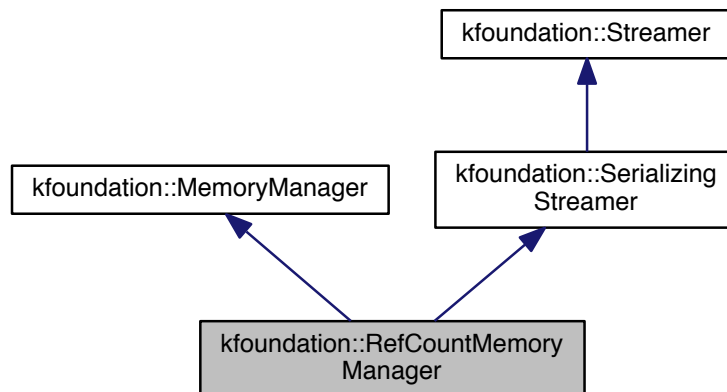 kfoundation::Streamer
kfoundation::MemoryManager
kfoundation::Serializing
Streamer
kfoundation::RefCountMemory
Manager